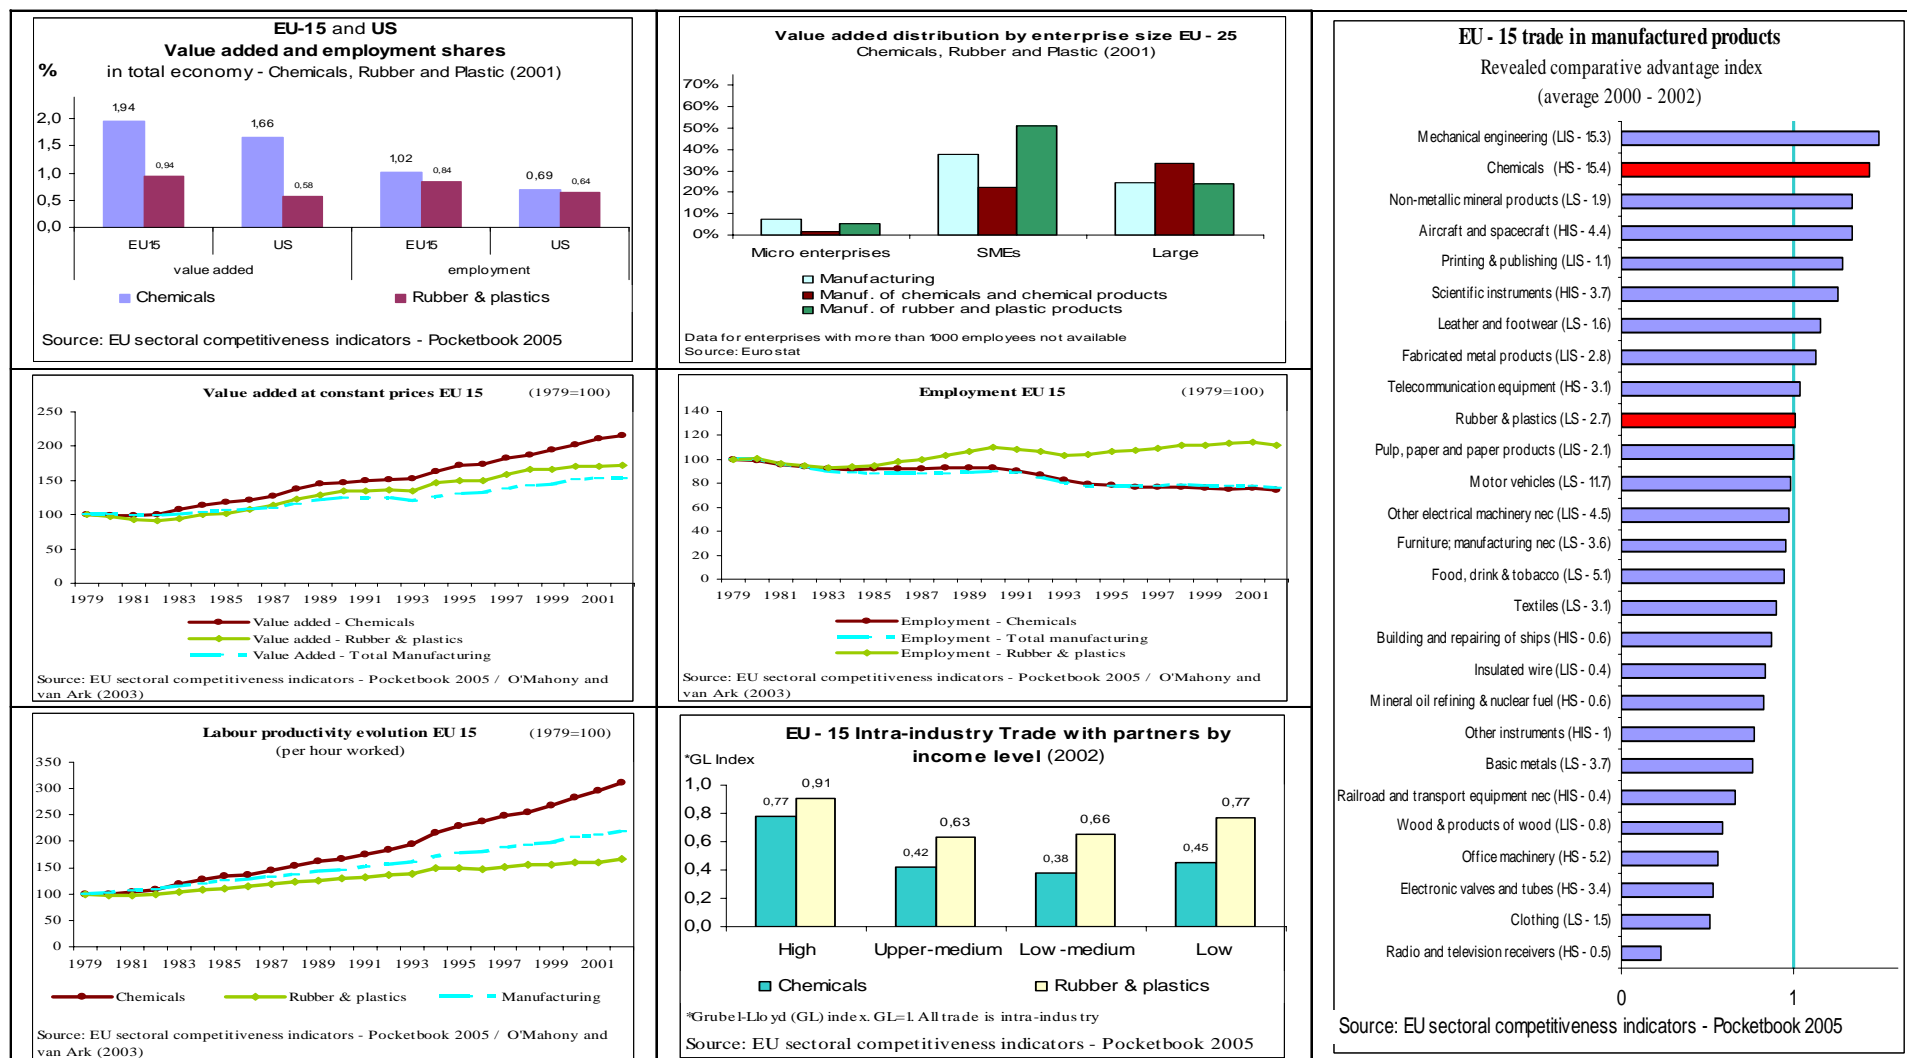 EU-15 and US
Value added and employment shares
%
in total economy - Chemicals, Rubber and Plastic (2001)
2,0
1,5
1,0
0,5
0,0
1,94
0,94
1,66
0,58
1,02
0,84
0,69
0,64
EU15
US
EU15
US
value added
employment
Chemicals
Rubber & plastics
Source: EU sectoral competitiveness indicators - Pocketbook 2005
Value added distribution by enterprise size EU - 25
Chemicals, Rubber and Plastic (2001)
70%
60%
50%
40%
30%
20%
10%
0%
Micro enterprises
SMEs
Large
Manufacturing
Manuf. of chemicals and chemical products
Manuf. of rubber and plastic products
Data for enterprises with more than 1000 employees not available
Source: Eurostat
Value added at constant prices EU 15 (1979=100)
250
200
150
100
50
0
1979 1981 1983 1985 1987 1989 1991 1993 1995 1997 1999 2001
Value added - Chemicals
Value added - Rubber & plastics
Value Added - Total Manufacturing
Source: EU sectoral competitiveness indicators - Pocketbook 2005 / O'Mahony and
van Ark (2003)
Employment EU 15 (1979=100)
140
120
100
80
60
40
20
0
1979 1981 1983 1985 1987 1989 1991 1993 1995 1997 1999 2001
Employment - Chemicals
Employment - Total manufacturing
Employment - Rubber & plastics
Source: EU sectoral competitiveness indicators - Pocketbook 2005 / O'Mahony and
van Ark (2003)
Labour productivity evolution EU 15 (1979=100)
(per hour worked)
350
300
250
200
150
100
50
0
1979 1981 1983 1985 1987 1989 1991 1993 1995 1997 1999 2001
Chemicals
Rubber & plastics
Manufacturing
Source: EU sectoral competitiveness indicators - Pocketbook 2005 / O'Mahony and
van Ark (2003)
EU - 15 Intra-industry Trade with partners by
income level (2002)
*GL Index
1,0
0,8
0,6
0,4
0,2
0,0
0,77
0,91
0,42
0,63
0,38
0,66
0,45
0,77
High
Upper-medium
Low-medium
Low
Chemicals
Rubber & plastics
*Grubel-Lloyd (GL) index. GL=1. All trade is intra-industry
Source: EU sectoral competitiveness indicators - Pocketbook 2005
EU - 15 trade in manufactured products
Revealed comparative advantage index
(average 2000 - 2002)
Mechanical engineering (LIS - 15.3)
Chemicals (HS - 15.4)
Non-metallic mineral products (LS - 1.9)
Aircraft and spacecraft (HIS - 4.4)
Printing & publishing (LIS - 1.1)
Scientific instruments (HIS - 3.7)
Leather and footwear (LS - 1.6)
Fabricated metal products (LIS - 2.8)
Telecommunication equipment (HS - 3.1)
Rubber & plastics (LS - 2.7)
Pulp, paper and paper products (LIS - 2.1)
Motor vehicles (LS - 11.7)
Other electrical machinery nec (LIS - 4.5)
Furniture; manufacturing nec (LS - 3.6)
Food, drink & tobacco (LS - 5.1)
Textiles (LS - 3.1)
Building and repairing of ships (HIS - 0.6)
Insulated wire (LIS - 0.4)
Mineral oil refining & nuclear fuel (HS - 0.6)
Other instruments (HIS - 1)
Basic metals (LS - 3.7)
Railroad and transport equipment nec (HIS - 0.4)
Wood & products of wood (LIS - 0.8)
Office machinery (HS - 5.2)
Electronic valves and tubes (HS - 3.4)
Clothing (LS - 1.5)
Radio and television receivers (HS - 0.5)
0
1
Source: EU sectoral competitiveness indicators - Pocketbook 2005